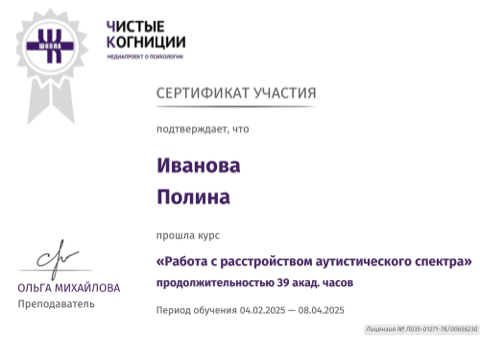 ШКОЛА
ЧИСТЫЕ
КОГНИЦИИ
МЕДИАПРОЕКТ О ПСИХОЛОГИИ
СЕРТИФИКАТ УЧАСТИЯ
подтверждает, что
Иванова
Полина
прошла курс
«Работа с расстройством аутистического спектра»
продолжительностью 39 акад. часов
Период обучения 04.02.2025 — 08.04.2025
ОЛЬГА МИХАЙЛОВА
Преподаватель
Лицензия № Л035-01271-78/00656230